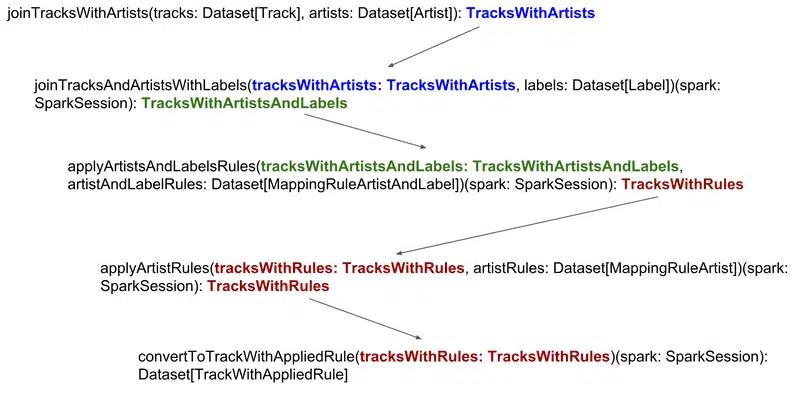 joinTracksWithArtists(tracks: Dataset[Track], artists: Dataset[Artist]): TracksWithArtists
joinTracksAndArtistsWithLabels(tracksWithArtists: TracksWithArtists, labels: Dataset[Label])(spark:
SparkSession): TracksWithArtistsAndLabels
applyArtistsAndLabelsRules(tracksWithArtistsAndLabels: TracksWithArtistsAndLabels,
artistAndLabelRules: Dataset[MappingRuleArtistAndLabel])(spark: SparkSession): TracksWithRules
applyArtistRules(tracksWithRules: TracksWithRules, artistRules: Dataset[MappingRuleArtist])(spark:
SparkSession): TracksWithRules
convertToTrackWithAppliedRule(tracksWithRules: TracksWithRules)(spark: SparkSession):
Dataset[TrackWithAppliedRule]